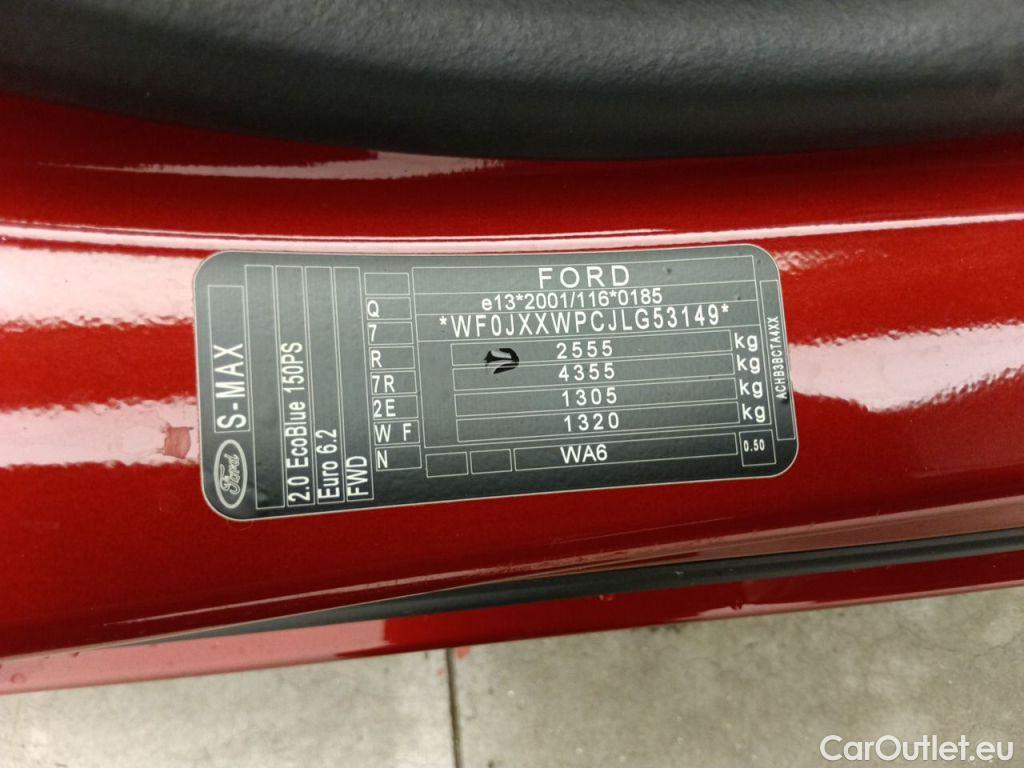 FORD
e13*2001/116*0185
*WF0JXXWPCJLG53149*
2555 kg
4355 kg
1305 kg
1320 kg
WA6
0.50
ACHB3BCTA4XX
Q
7
R
7R
2E
W F
N
Ford S-MAX
2.0 EcoBlue 150PS
Euro 6.2
FWD
CarOutlet.eu